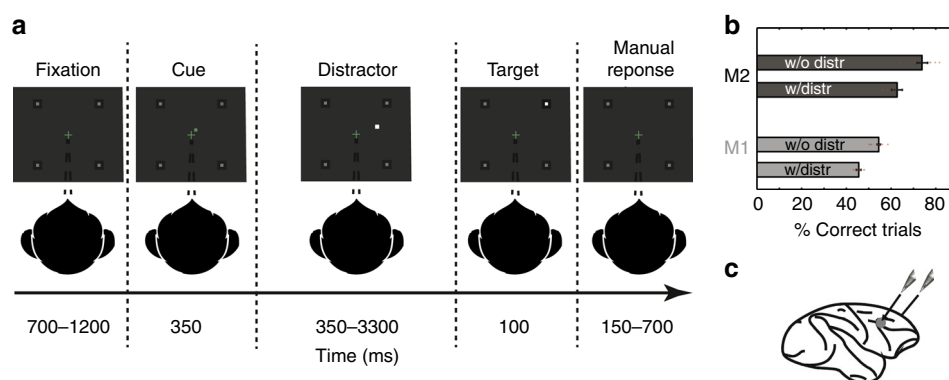 a
Fixation
Cue
Distractor
Target
Manual
reponse
700–1200
350
350–3300
100
150–700
Time (ms)
b
M2
w/o distr
w/distr
M1
w/o distr
w/distr
0 20 40 60 80
% Correct trials
c